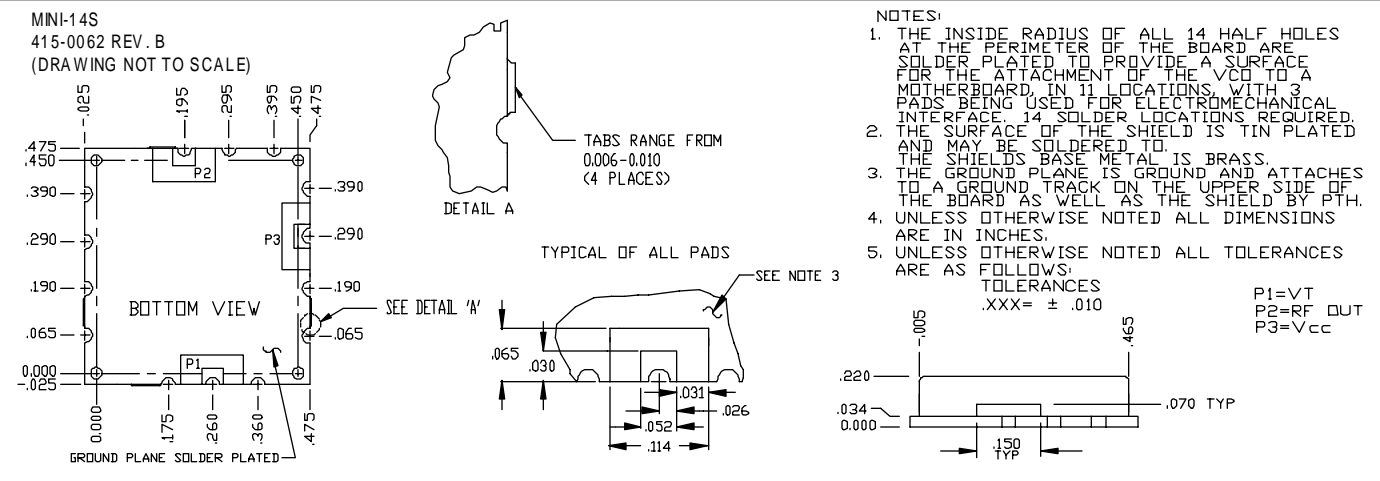 MINI-14S
415-0062 REV. B
(DRAWING NOT TO SCALE)
.025
.195
.295
.395
.450
.475
.475
.450
.390
.290
.190
.065
0.000
-.025
P2
.390
P3
.290
.190
.065
BOTTOM VIEW
P1
SEE DETAIL 'A'
0.000
.175
.260
.360
.475
GROUND PLANE SOLDER PLATED
TABS RANGE FROM
0.006-0.010
(4 PLACES)
DETAIL A
TYPICAL OF ALL PADS
SEE NOTE 3
.065
.030
.031
.026
.052
.114
NOTES:
1. THE INSIDE RADIUS OF ALL 14 HALF HOLES
AT THE PERIMETER OF THE BOARD ARE
SOLDER PLATED TO PROVIDE A SURFACE
FOR THE ATTACHMENT OF THE VCO TO A
MOTHERBOARD, IN 11 LOCATIONS, WITH 3
PADS BEING USED FOR ELECTROMECHANICAL
INTERFACE. 14 SOLDER LOCATIONS REQUIRED.
2. THE SURFACE OF THE SHIELD IS TIN PLATED
AND MAY BE SOLDERED TO.
THE SHIELDS BASE METAL IS BRASS.
3. THE GROUND PLANE IS GROUND AND ATTACHES
TO A GROUND TRACK ON THE UPPER SIDE OF
THE BOARD AS WELL AS THE SHIELD BY PTH.
4. UNLESS OTHERWISE NOTED ALL DIMENSIONS
ARE IN INCHES.
5. UNLESS OTHERWISE NOTED ALL TOLERANCES
ARE AS FOLLOWS:
TOLERANCES
.XXX= ± .010
P1=VT
P2=RF OUT
P3=Vcc
.005
.465
.220
.034
0.000
.070 TYP
.150
TYP